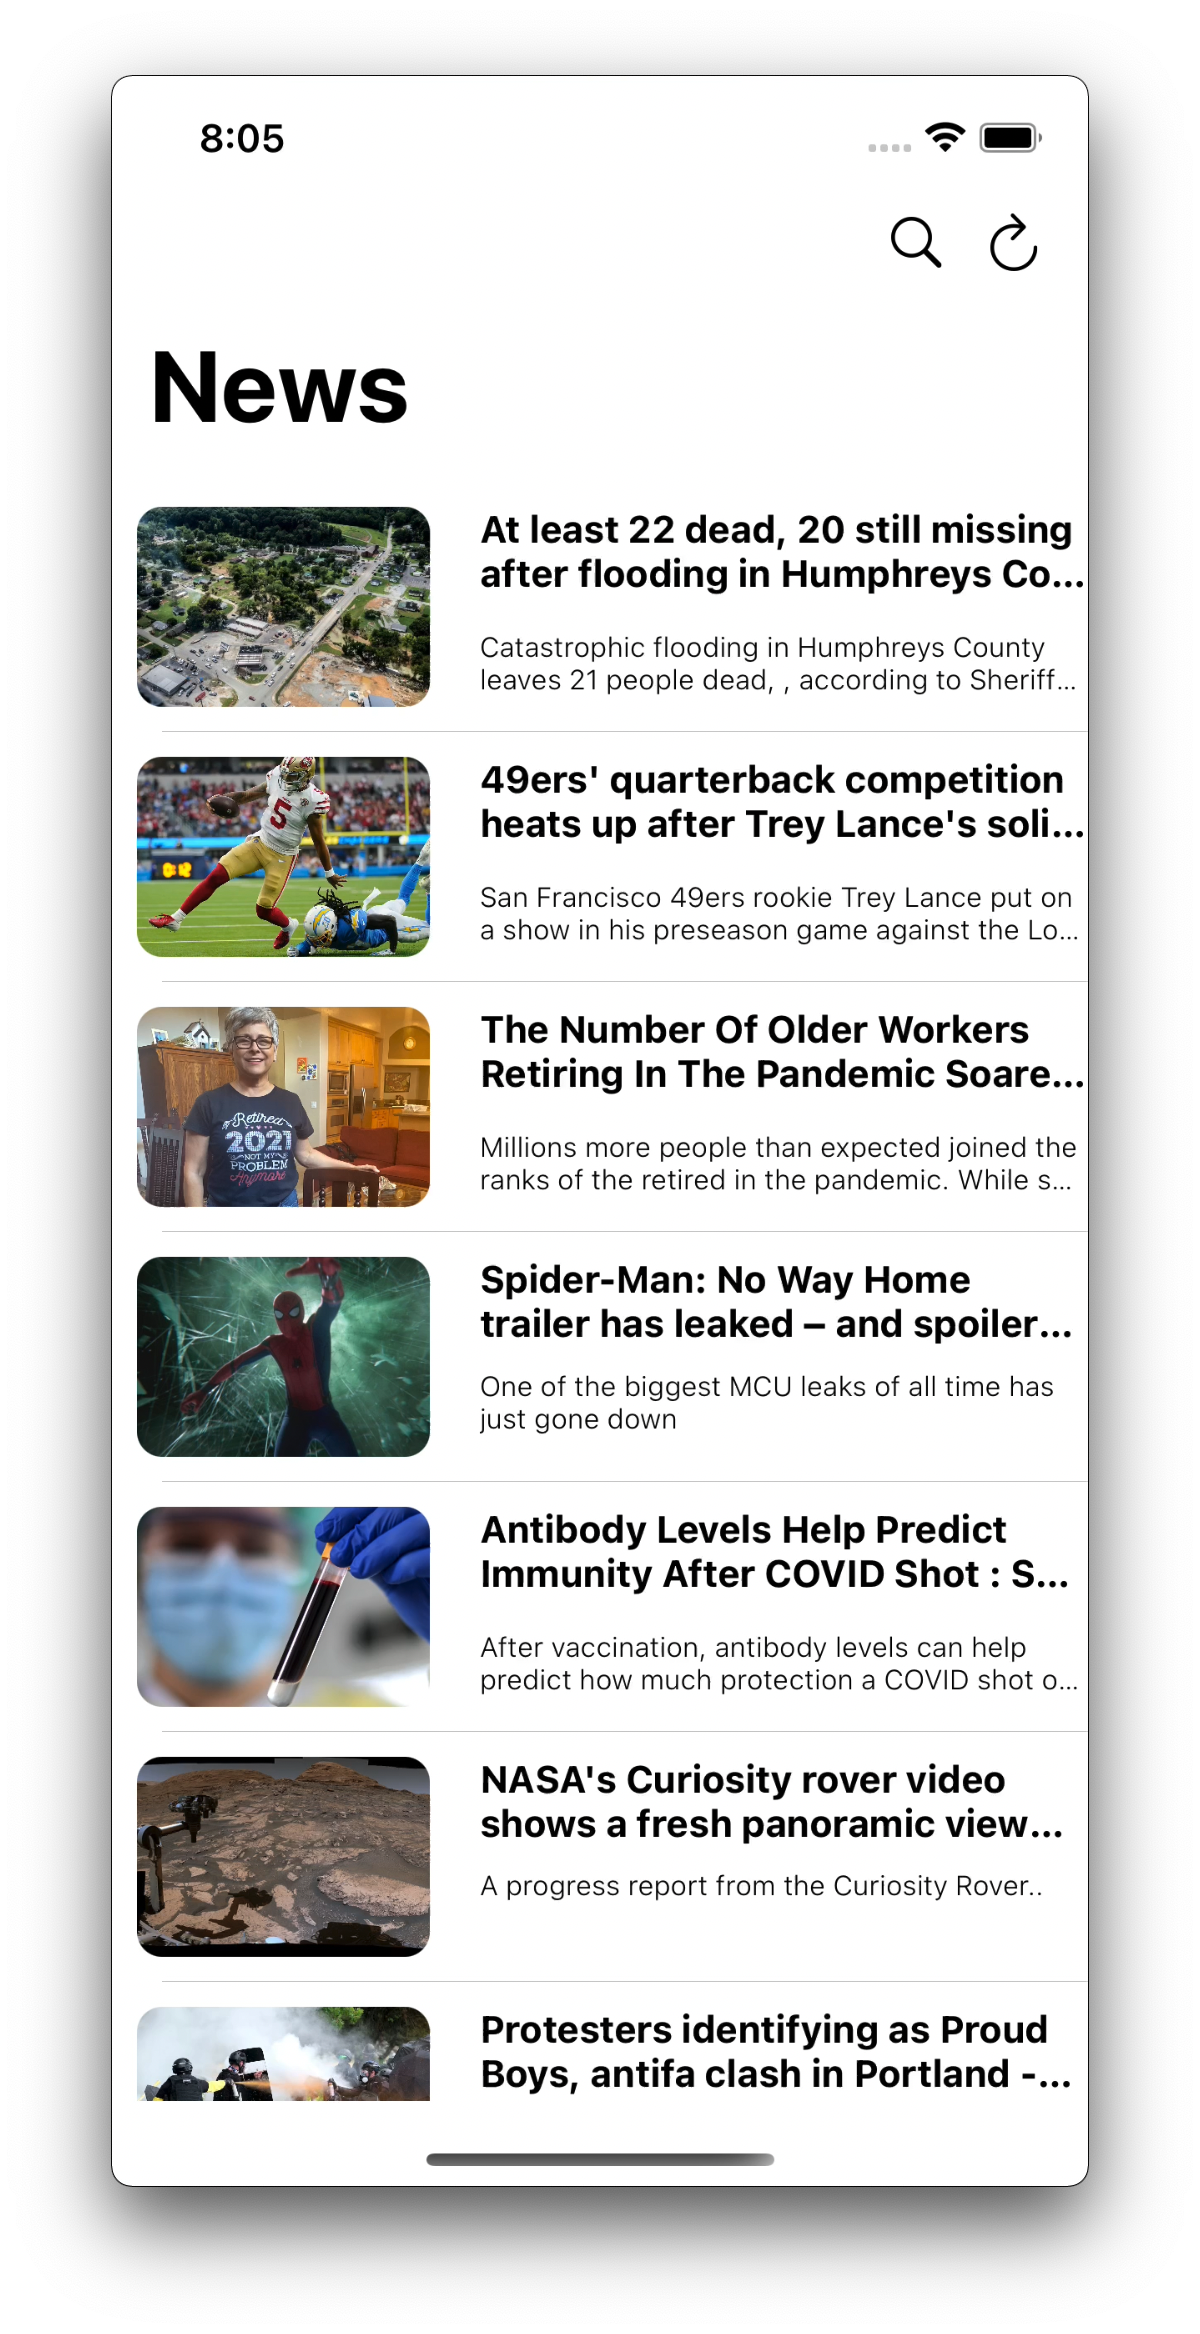 8:05
News
At least 22 dead, 20 still missing
after flooding in Humphreys Co...
Catastrophic flooding in Humphreys County
leaves 21 people dead, , according to Sheriff...
49ers' quarterback competition
heats up after Trey Lance's soli...
San Francisco 49ers rookie Trey Lance put on
a show in his preseason game against the Lo...
5
0:12
The Number Of Older Workers
Retiring In The Pandemic Soare...
Millions more people than expected joined the
ranks of the retired in the pandemic. While s...
Retired
2021
NOT MY
PROBLEM
Anymore
Spider-Man: No Way Home
trailer has leaked – and spoiler...
One of the biggest MCU leaks of all time has
just gone down
Antibody Levels Help Predict
Immunity After COVID Shot : S...
After vaccination, antibody levels can help
predict how much protection a COVID shot o...
NASA's Curiosity rover video
shows a fresh panoramic view...
A progress report from the Curiosity Rover..
Protesters identifying as Proud
Boys, antifa clash in Portland -...